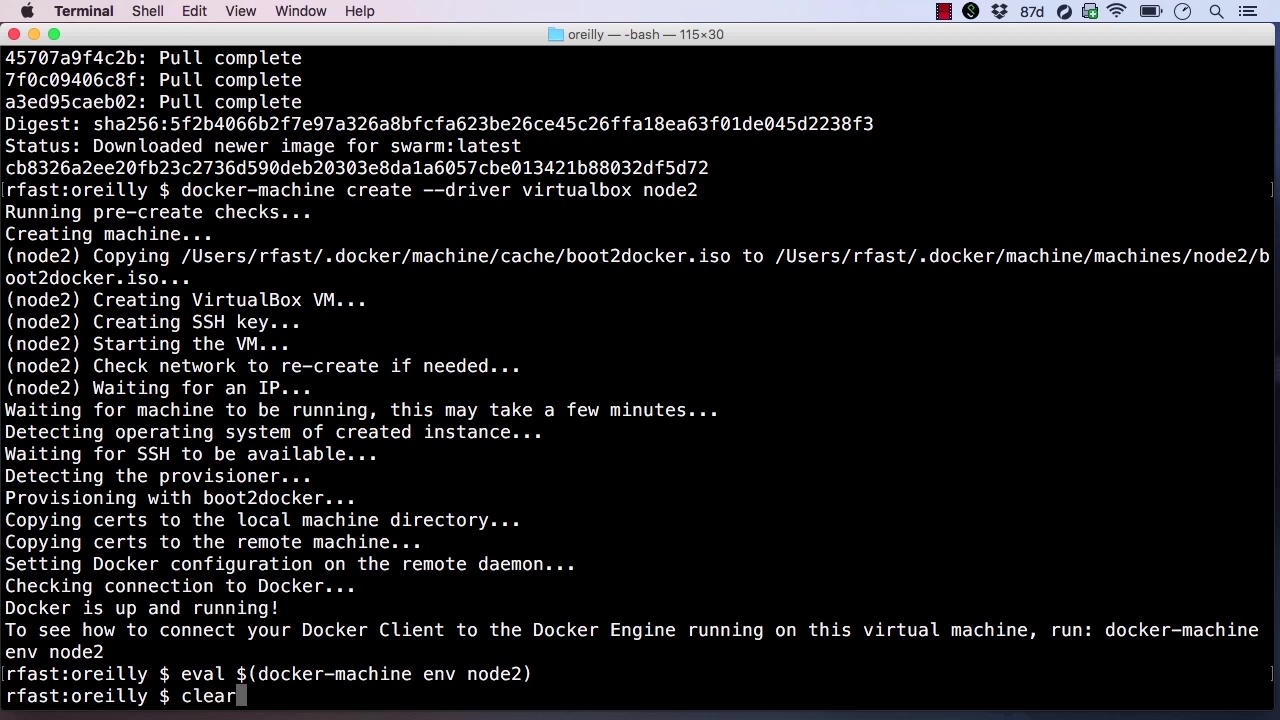 Terminal Shell Edit View Window Help 87d
oreilly — -bash — 115×30
45707a9f4c2b: Pull complete
7f0c09406c8f: Pull complete
a3ed95caeb02: Pull complete
Digest: sha256:5f2b4066b2f7e97a326a8bfcfa623be26ce45c26ffa18ea63f01de045d2238f3
Status: Downloaded newer image for swarm:latest
cb8326a2ee20fb23c2736d590deb20303e8da1a6057cbe013421b88032df5d72
[rfast:oreilly $ docker-machine create --driver virtualbox node2 ]
Running pre-create checks...
Creating machine...
(node2) Copying /Users/rfast/.docker/machine/cache/boot2docker.iso to /Users/rfast/.docker/machine/machines/node2/b
oot2docker.iso...
(node2) Creating VirtualBox VM...
(node2) Creating SSH key...
(node2) Starting the VM...
(node2) Check network to re-create if needed...
(node2) Waiting for an IP...
Waiting for machine to be running, this may take a few minutes...
Detecting operating system of created instance...
Waiting for SSH to be available...
Detecting the provisioner...
Provisioning with boot2docker...
Copying certs to the local machine directory...
Copying certs to the remote machine...
Setting Docker configuration on the remote daemon...
Checking connection to Docker...
Docker is up and running!
To see how to connect your Docker Client to the Docker Engine running on this virtual machine, run: docker-machine
env node2
[rfast:oreilly $ eval $(docker-machine env node2) ]
rfast:oreilly $ clear